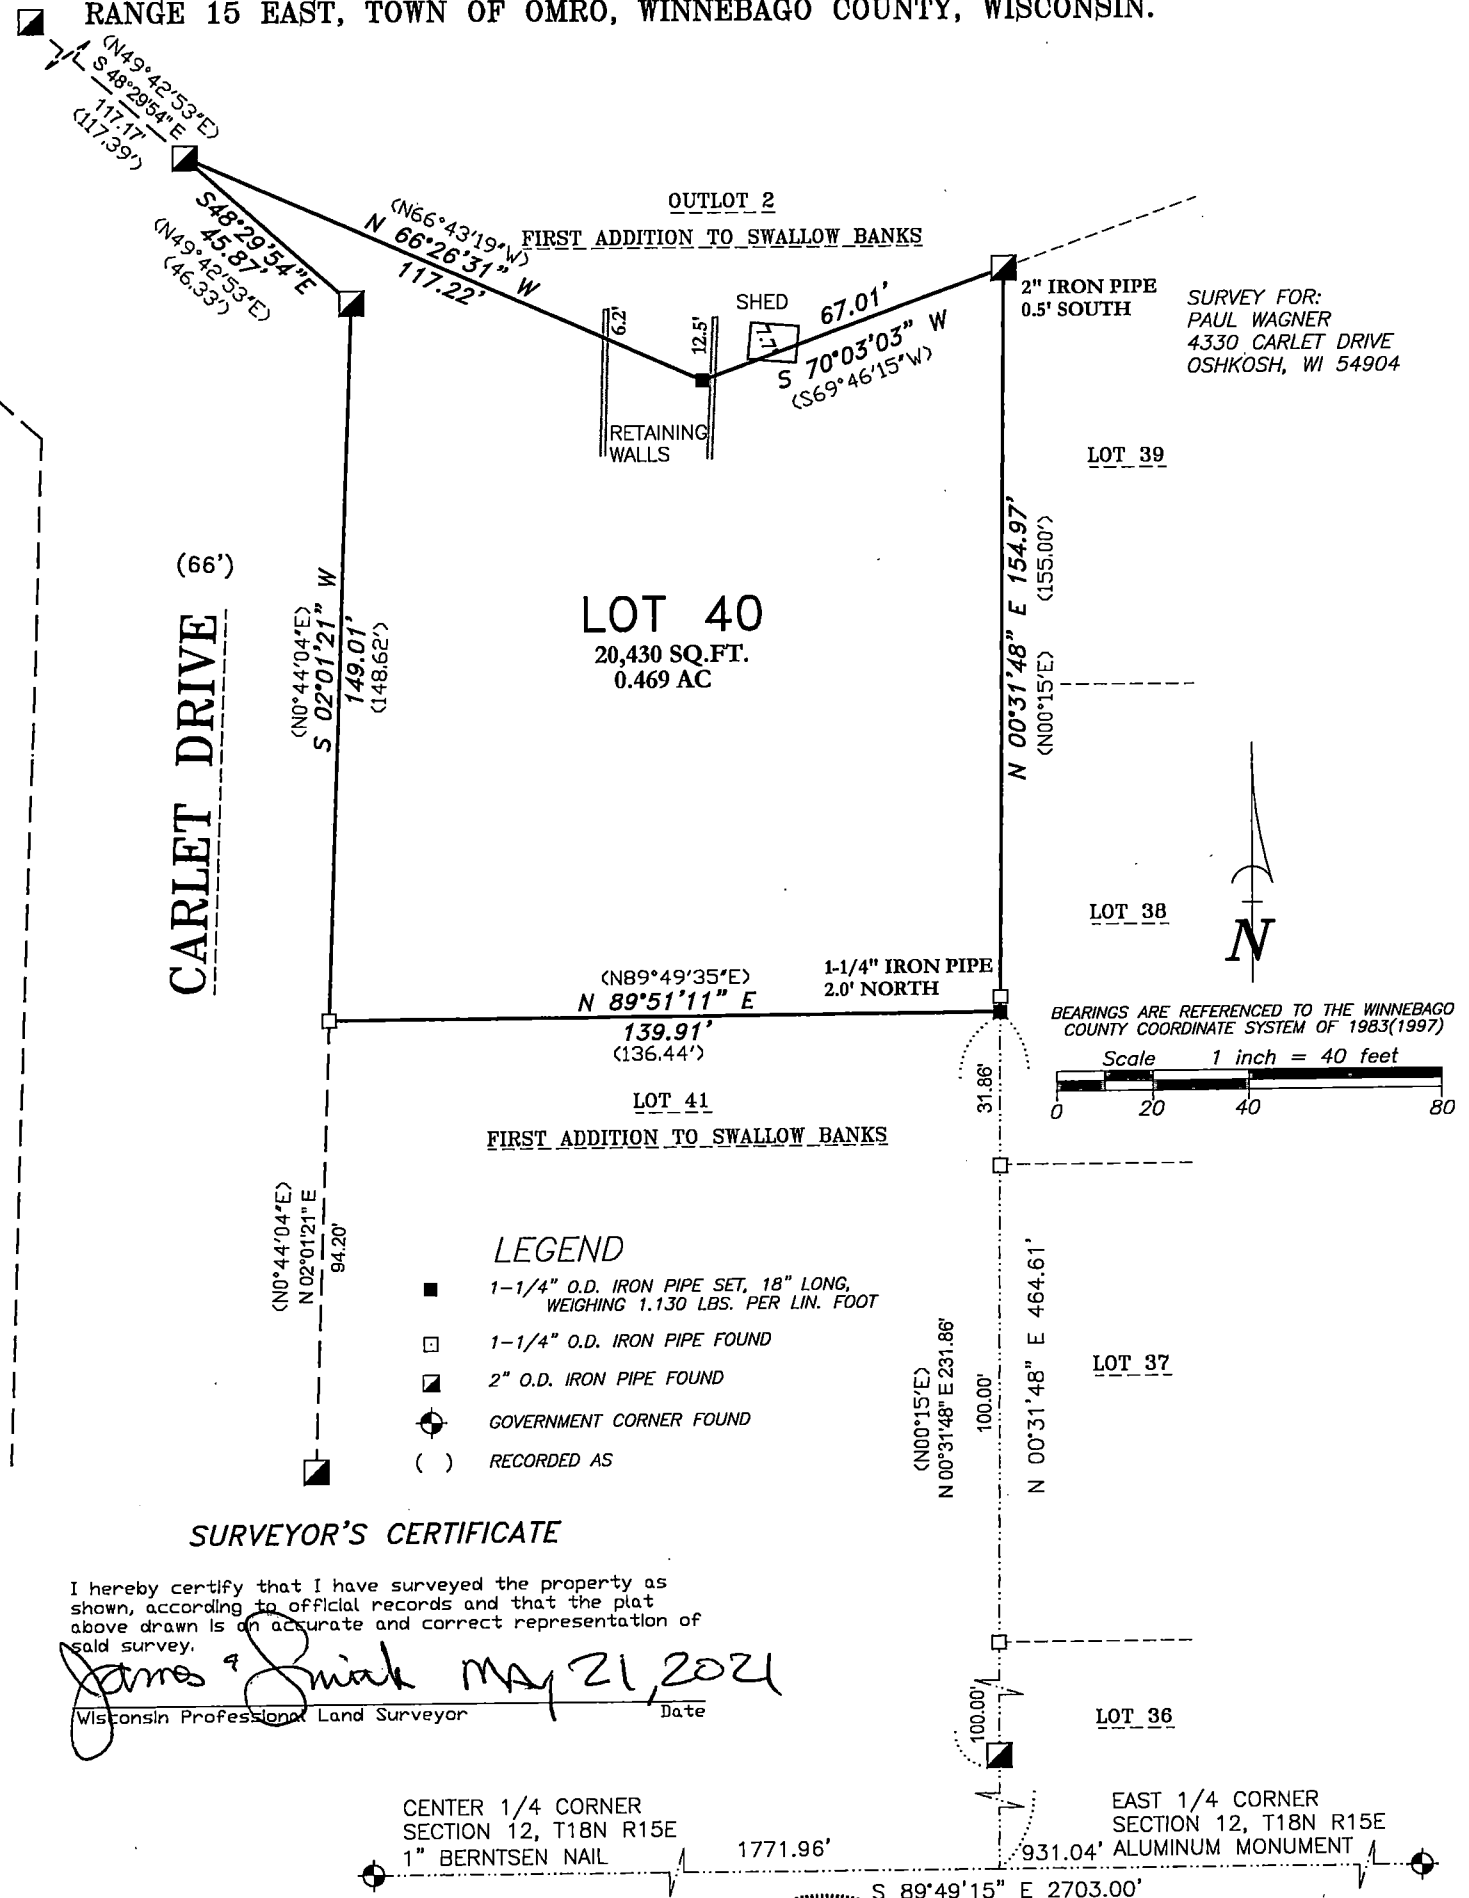 RANGE 15 EAST, TOWN OF OMRO, WINNEBAGO COUNTY, WISCONSIN.
(N49°42'53"E)
S 48°29'54" E
117.17'
(117.39')
S48°29'54"E
45.87'
(N49°42'53"E)
(46.33')
(N66°43'19"W)
N 66°26'31" W
117.22'
OUTLOT 2
FIRST ADDITION TO SWALLOW BANKS
6.2'
12.5'
SHED
7.7'
67.01'
S 70°03'03" W
(S69°46'15"W)
RETAINING
WALLS
2" IRON PIPE
0.5' SOUTH
SURVEY FOR:
PAUL WAGNER
4330 CARLET DRIVE
OSHKOSH, WI 54904
LOT 39
(66')
CARLET DRIVE
(N0°44'04"E)
S 02°01'21" W
149.01'
(148.62')
LOT 40
20,430 SQ.FT.
0.469 AC
N 00°31'48" E 154.97'
(N00°15'E) (155.00')
LOT 38
N
(N89°49'35"E)
N 89°51'11" E
139.91'
(136.44')
1-1/4" IRON PIPE
2.0' NORTH
BEARINGS ARE REFERENCED TO THE WINNEBAGO
COUNTY COORDINATE SYSTEM OF 1983(1997)
Scale 1 inch = 40 feet
0 20 40 80
LOT 41
FIRST ADDITION TO SWALLOW BANKS
31.86'
(N0°44'04"E)
N 02°01'21" E
94.20'
LEGEND
1-1/4" O.D. IRON PIPE SET, 18" LONG,
WEIGHING 1.130 LBS. PER LIN. FOOT
1-1/4" O.D. IRON PIPE FOUND
2" O.D. IRON PIPE FOUND
GOVERNMENT CORNER FOUND
( ) RECORDED AS
(N00°15'E)
N 00°31'48" E 231.86'
100.00'
N 00°31'48" E 464.61'
LOT 37
SURVEYOR'S CERTIFICATE
I hereby certify that I have surveyed the property as
shown, according to official records and that the plat
above drawn is an accurate and correct representation of
said survey.
James Smith May 21, 2021
Wisconsin Professional Land Surveyor Date
100.00'
LOT 36
CENTER 1/4 CORNER
SECTION 12, T18N R15E
1" BERNTSEN NAIL
1771.96'
931.04'
EAST 1/4 CORNER
SECTION 12, T18N R15E
ALUMINUM MONUMENT
S 89°49'15" E 2703.00'